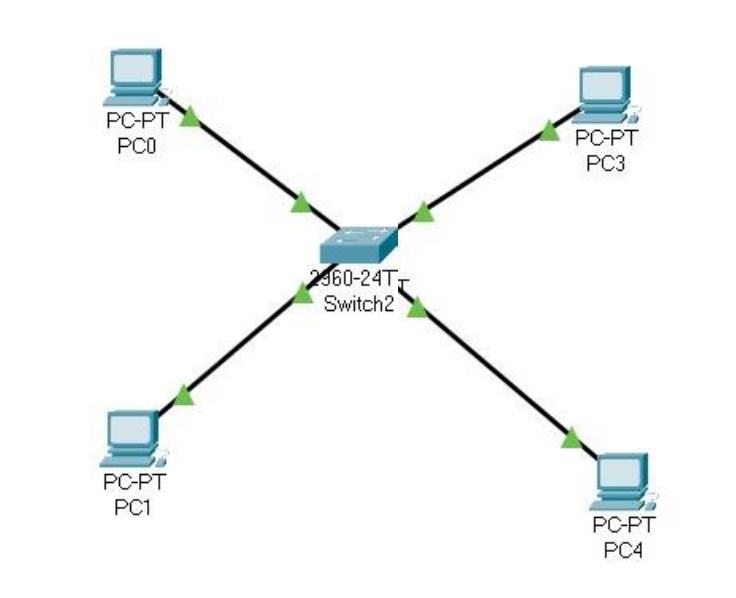 PC-PT
PC0
PC-PT
PC3
2960-24TT
Switch2
PC-PT
PC1
PC-PT
PC4